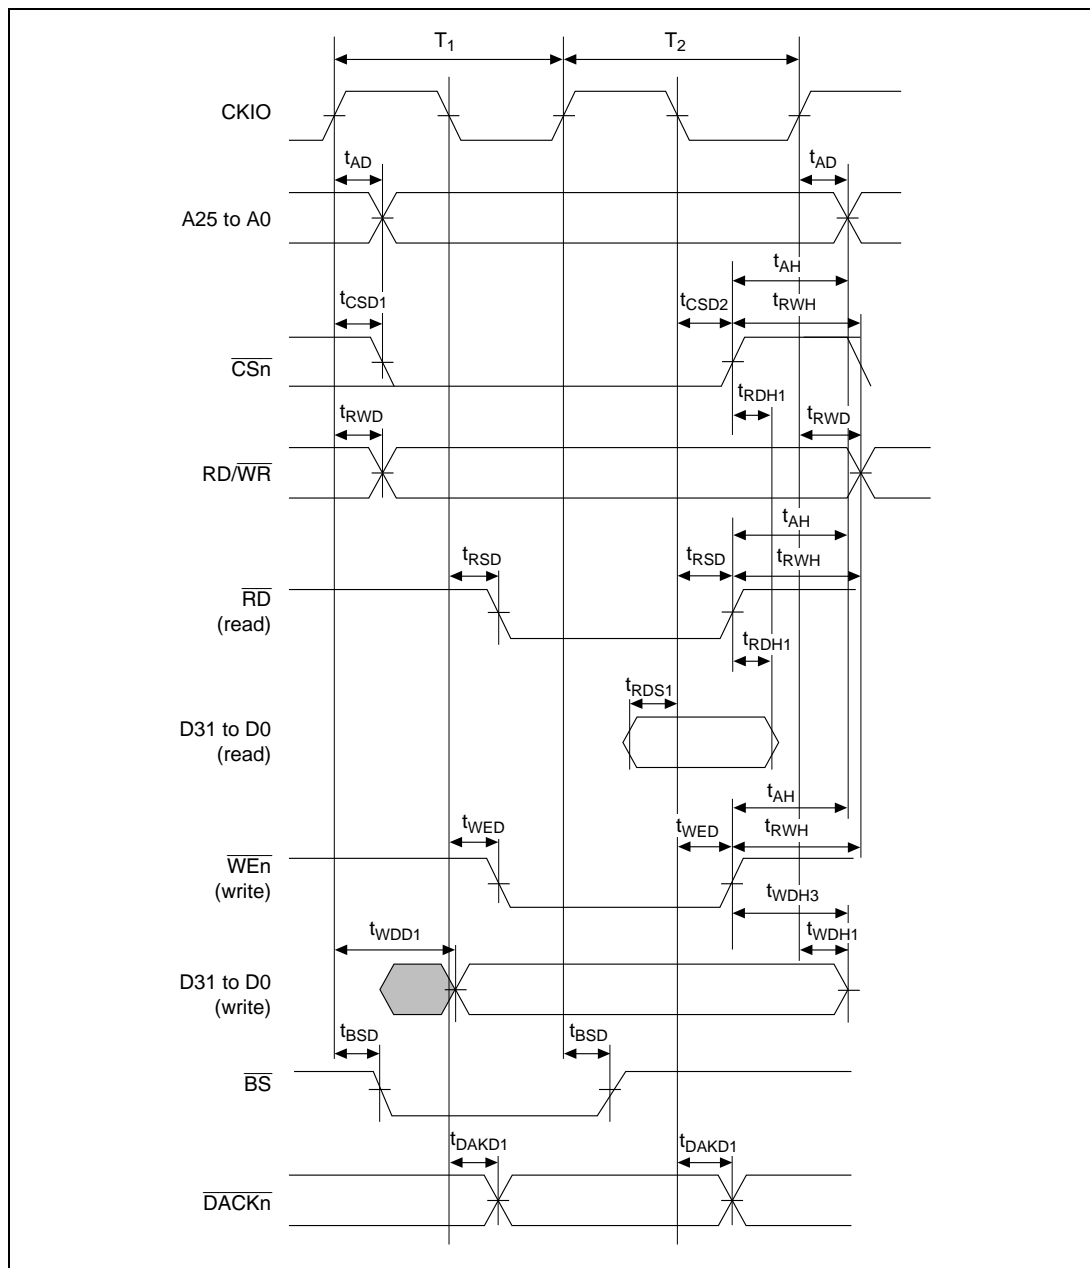 T1 T2
CKIO
tAD tAD
A25 to A0
tAH
tCSD1 tCSD2 tRWH
CSn
tRDH1
tRWD tRWD
RD/WR
tAH
tRSD tRSD tRWH
RD
(read)
tRDH1
tRDS1
D31 to D0
(read)
tAH
tWED tWED tRWH
WEn
(write)
tWDH3
tWDD1 tWDH1
D31 to D0
(write)
tBSD tBSD
BS
tDAKD1 tDAKD1
DACKn